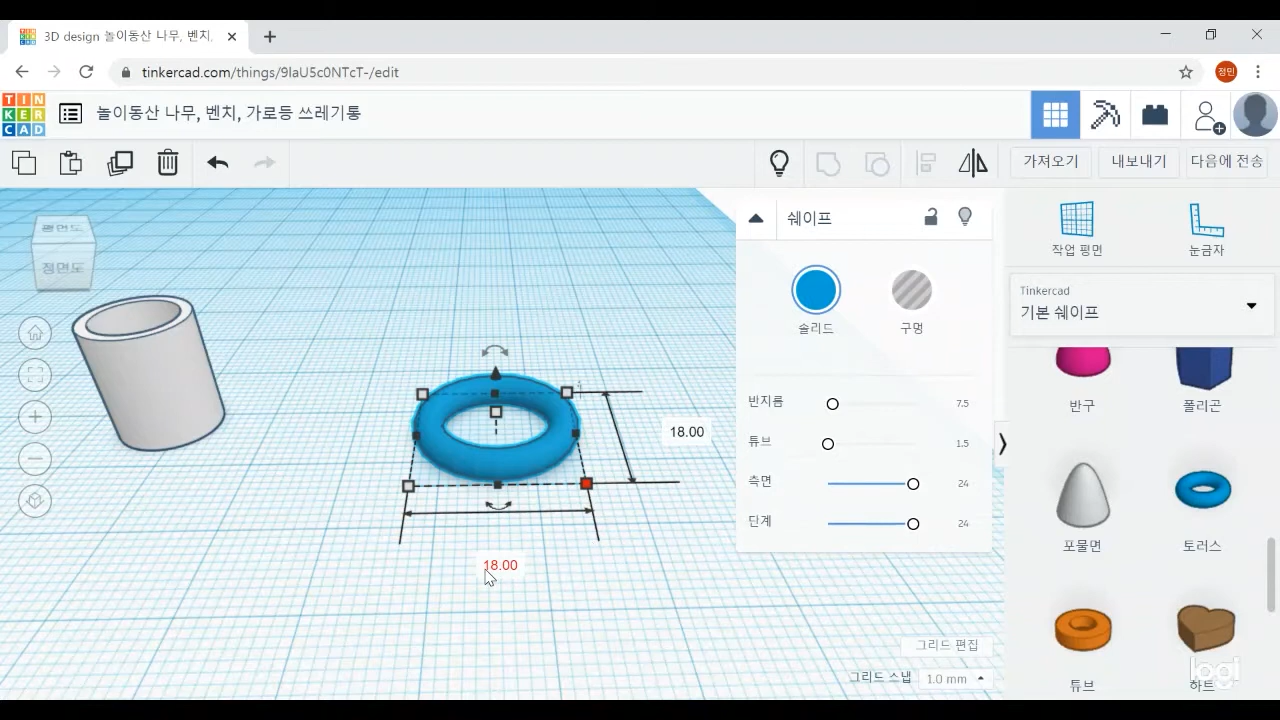 3D design 놀이동산 나무, 벤치,
tinkercad.com/things/9IaU5c0NTcT-/edit
정민
TIN
KER
CAD
놀이동산 나무, 벤치, 가로등 쓰레기통
가져오기
내보내기
다음에 전송
평면도
정면도
쉐이프
솔리드
구멍
반지름
7.5
튜브
1.5
측면
24
단계
24
18.00
18.00
작업 평면
눈금자
Tinkercad
기본 쉐이프
반구
폴리곤
포물면
토러스
튜브
하트
그리드 편집
그리드 스냅
1.0 mm
logi